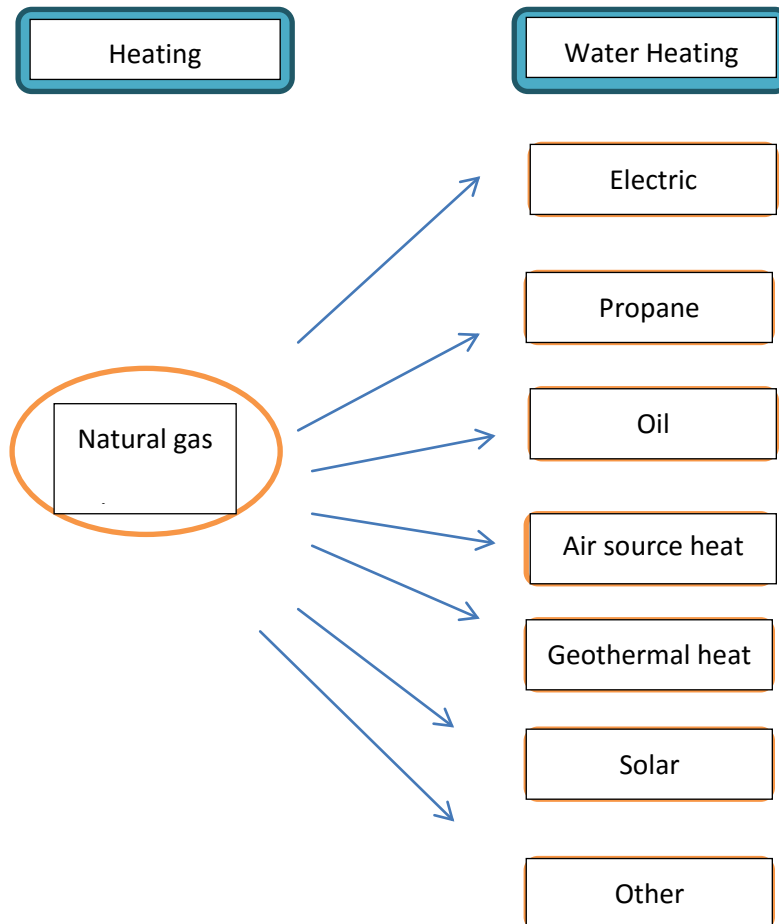 Heating
Water Heating
Electric
Propane
Natural gas
Oil
Air source heat
Geothermal heat
Solar
Other